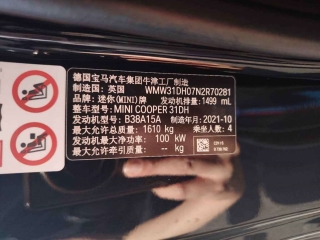 德国宝马汽车集团牛津工厂制造
制造国: 英国 WMW31DH07N2R70281
品牌: 迷你(MINI)牌 发动机排量: 1499 mL
整车型号: MINI COOPER 31DH
发动机型号: B38A15A 制造年月: 2021-10
最大允许总质量: 1610 kg 乘坐人数: 4
发动机最大净功率: 100 kW
最大允许牵引质量: -- kg